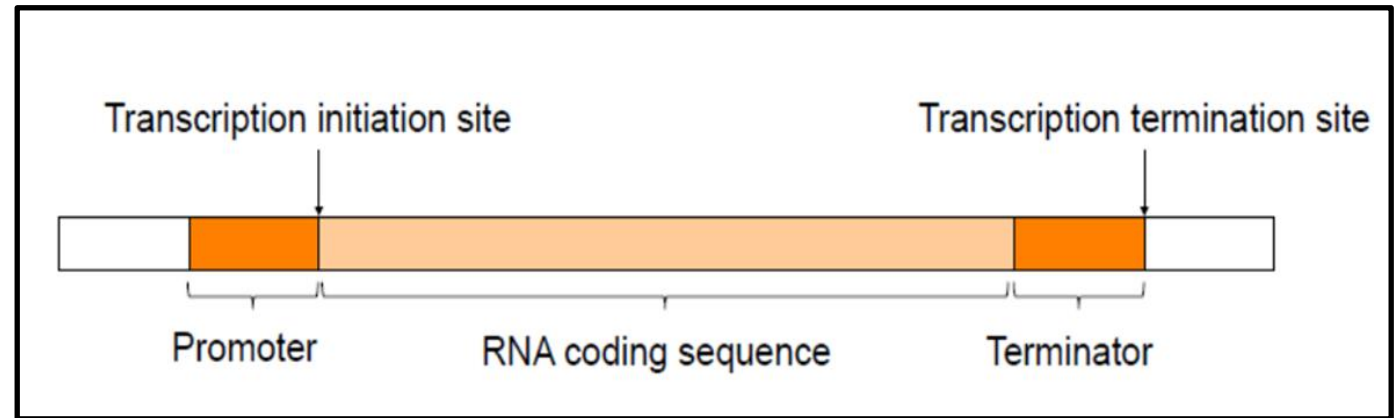 Transcription initiation site
Transcription termination site
Promoter
RNA coding sequence
Terminator